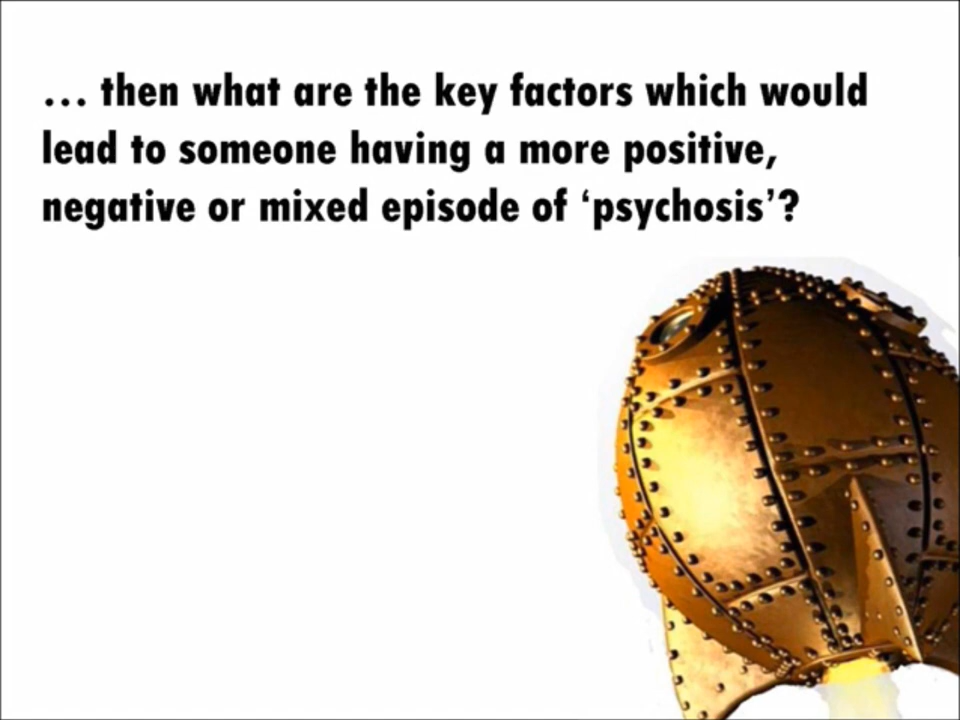 … then what are the key factors which would
lead to someone having a more positive,
negative or mixed episode of ‘psychosis’?